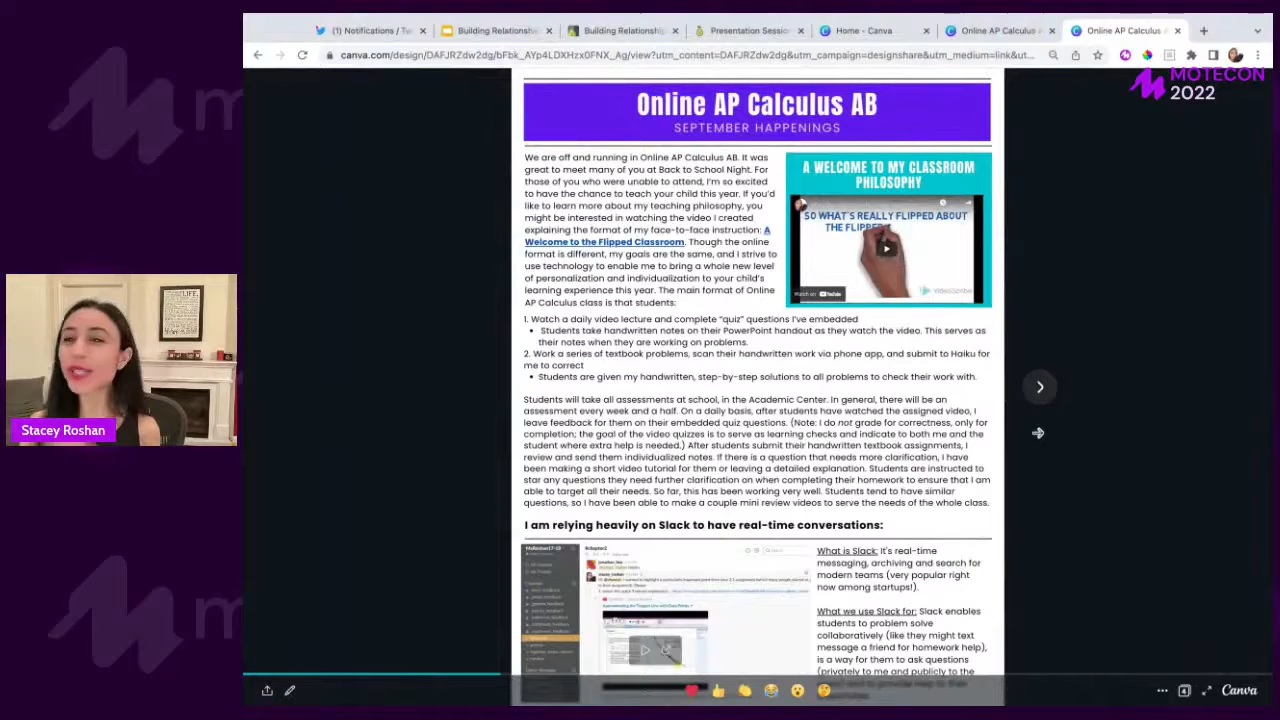 (1) Notifications / Tw
Building Relationshi
Building Relationship
Presentation Sessio
Home - Canva
Online AP Calculus A
Online AP Calculus A
canva.com/design/DAFJRZdw2dg/bFbk_AYp4LDXHzx0FNX_Ag/view?utm_content=DAFJRZdw2dg&utm_campaign=designshare&utm_medium=link&ut...
MOTECON
2022
Online AP Calculus AB
SEPTEMBER HAPPENINGS
We are off and running in Online AP Calculus AB. It was
great to meet many of you at Back to School Night. For
those of you who were unable to attend, I'm so excited
to have the chance to teach your child this year. If you'd
like to learn more about my teaching philosophy, you
might be interested in watching the video I created
explaining the format of my face-to-face instruction: A
Welcome to the Flipped Classroom. Though the online
format is different, my goals are the same, and I strive to
use technology to enable me to bring a whole new level
of personalization and individualization to your child's
learning experience this year. The main format of Online
AP Calculus class is that students:
A WELCOME TO MY CLASSROOM
PHILOSOPHY
SO WHAT'S REALLY FLIPPED ABOUT
THE FLIPPED
Watch on YouTube
VideoScribe
1. Watch a daily video lecture and complete "quiz" questions I've embedded
• Students take handwritten notes on their PowerPoint handout as they watch the video. This serves as
their notes when they are working on problems.
2. Work a series of textbook problems, scan their handwritten work via phone app, and submit to Haiku for
me to correct
• Students are given my handwritten, step-by-step solutions to all problems to check their work with.
Students will take all assessments at school, in the Academic Center. In general, there will be an
assessment every week and a half. On a daily basis, after students have watched the assigned video, I
leave feedback for them on their embedded quiz questions. (Note: I do not grade for correctness, only for
completion; the goal of the video quizzes is to serve as learning checks and indicate to both me and the
student where extra help is needed.) After students submit their handwritten textbook assignments, I
review and send them individualized notes. If there is a question that needs more clarification, I have
been making a short video tutorial for them or leaving a detailed explanation. Students are instructed to
star any questions they need further clarification on when completing their homework to ensure that I am
able to target all their needs. So far, this has been working very well. Students tend to have similar
questions, so I have been able to make a couple mini review videos to serve the needs of the whole class.
I am relying heavily on Slack to have real-time conversations:
What is Slack: It's real-time
messaging, archiving and search for
modern teams (very popular right
now among startups!).
What we use Slack for: Slack enables
students to problem solve
collaboratively (like they might text
message a friend for homework help),
is a way for them to ask questions
(privately to me and publicly to the
Stacey Roshan
Canva